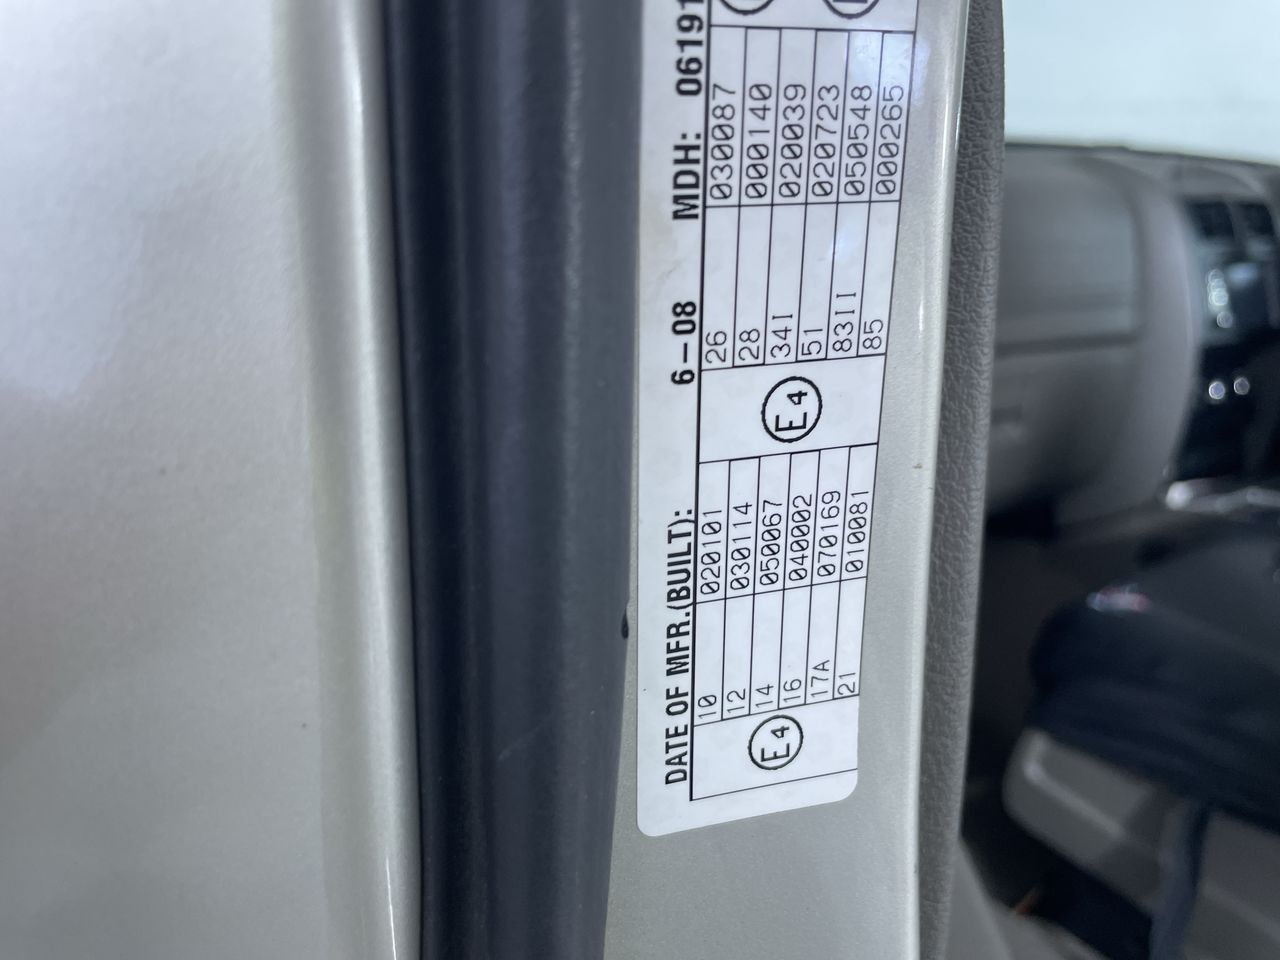 DATE OF MFR.(BUILT): 6-08 MDH: 06191
E4 10 020101 E4 26 030087
12 030114 28 000140
14 050067 34I 020039
16 040002 51 020723
17A 070169 83II 050548
21 010081 85 000265